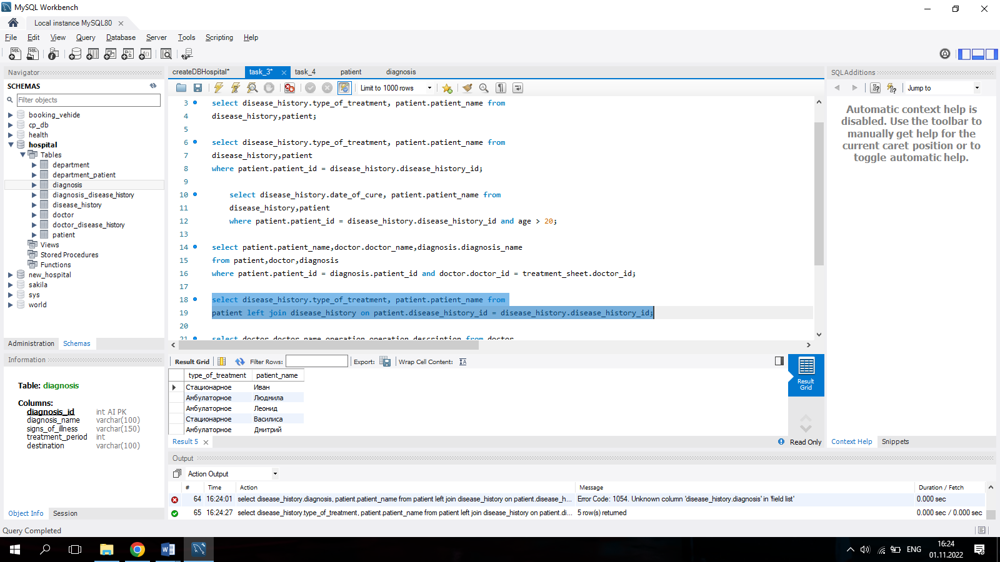 MySQL Workbench
Local instance MySQL80
File Edit View Query Database Server Tools Scripting Help
Navigator
SCHEMAS
Filter objects
booking_vehide
cp_db
health
hospital
Tables
department
department_patient
diagnosis
diagnosis_disease_history
disease_history
doctor
doctor_disease_history
patient
Views
Stored Procedures
Functions
new_hospital
sakila
sys
world
Administration Schemas
Information
Table: diagnosis
Columns:
diagnosis_id int AI PK
diagnosis_name varchar(100)
signs_of_illness varchar(150)
treatment_period int
destination varchar(100)
Object Info Session
Query Completed
createDBHospital* task_3* task_4 patient diagnosis
Limit to 1000 rows
3 select disease_history.type_of_treatment, patient.patient_name from
4 disease_history,patient;
5
6 select disease_history.type_of_treatment, patient.patient_name from
7 disease_history,patient
8 where patient.patient_id = disease_history.disease_history_id;
9
10 select disease_history.date_of_cure, patient.patient_name from
11 disease_history,patient
12 where patient.patient_id = disease_history.disease_history_id and age > 20;
13
14 select patient.patient_name,doctor.doctor_name,diagnosis.diagnosis_name
15 from patient,doctor,diagnosis
16 where patient.patient_id = diagnosis.patient_id and doctor.doctor_id = treatment_sheet.doctor_id;
17
18 select disease_history.type_of_treatment, patient.patient_name from
19 patient left join disease_history on patient.disease_history_id = disease_history.disease_history_id;
20
21 select doctor.doctor_name,operation.operation_description from doctor
Result Grid Filter Rows: Export: Wrap Cell Content:
type_of_treatment patient_name
Стационарное Иван
Амбулаторное Людмила
Амбулаторное Леонид
Стационарное Василиса
Амбулаторное Дмитрий
Result Grid
Result 5
Read Only
Output
Action Output
# Time Action Message Duration / Fetch
64 16:24:01 select disease_history.diagnosis, patient.patient_name from patient left join disease_history on patient.disease_h... Error Code: 1054. Unknown column 'disease_history.diagnosis' in 'field list' 0.000 sec
65 16:24:27 select disease_history.type_of_treatment, patient.patient_name from patient left join disease_history on patient.di... 5 row(s) returned 0.000 sec / 0.000 sec
SQLAdditions
Jump to
Automatic context help is
disabled. Use the toolbar to
manually get help for the
current caret position or to
toggle automatic help.
Context Help Snippets
ENG
16:24
01.11.2022